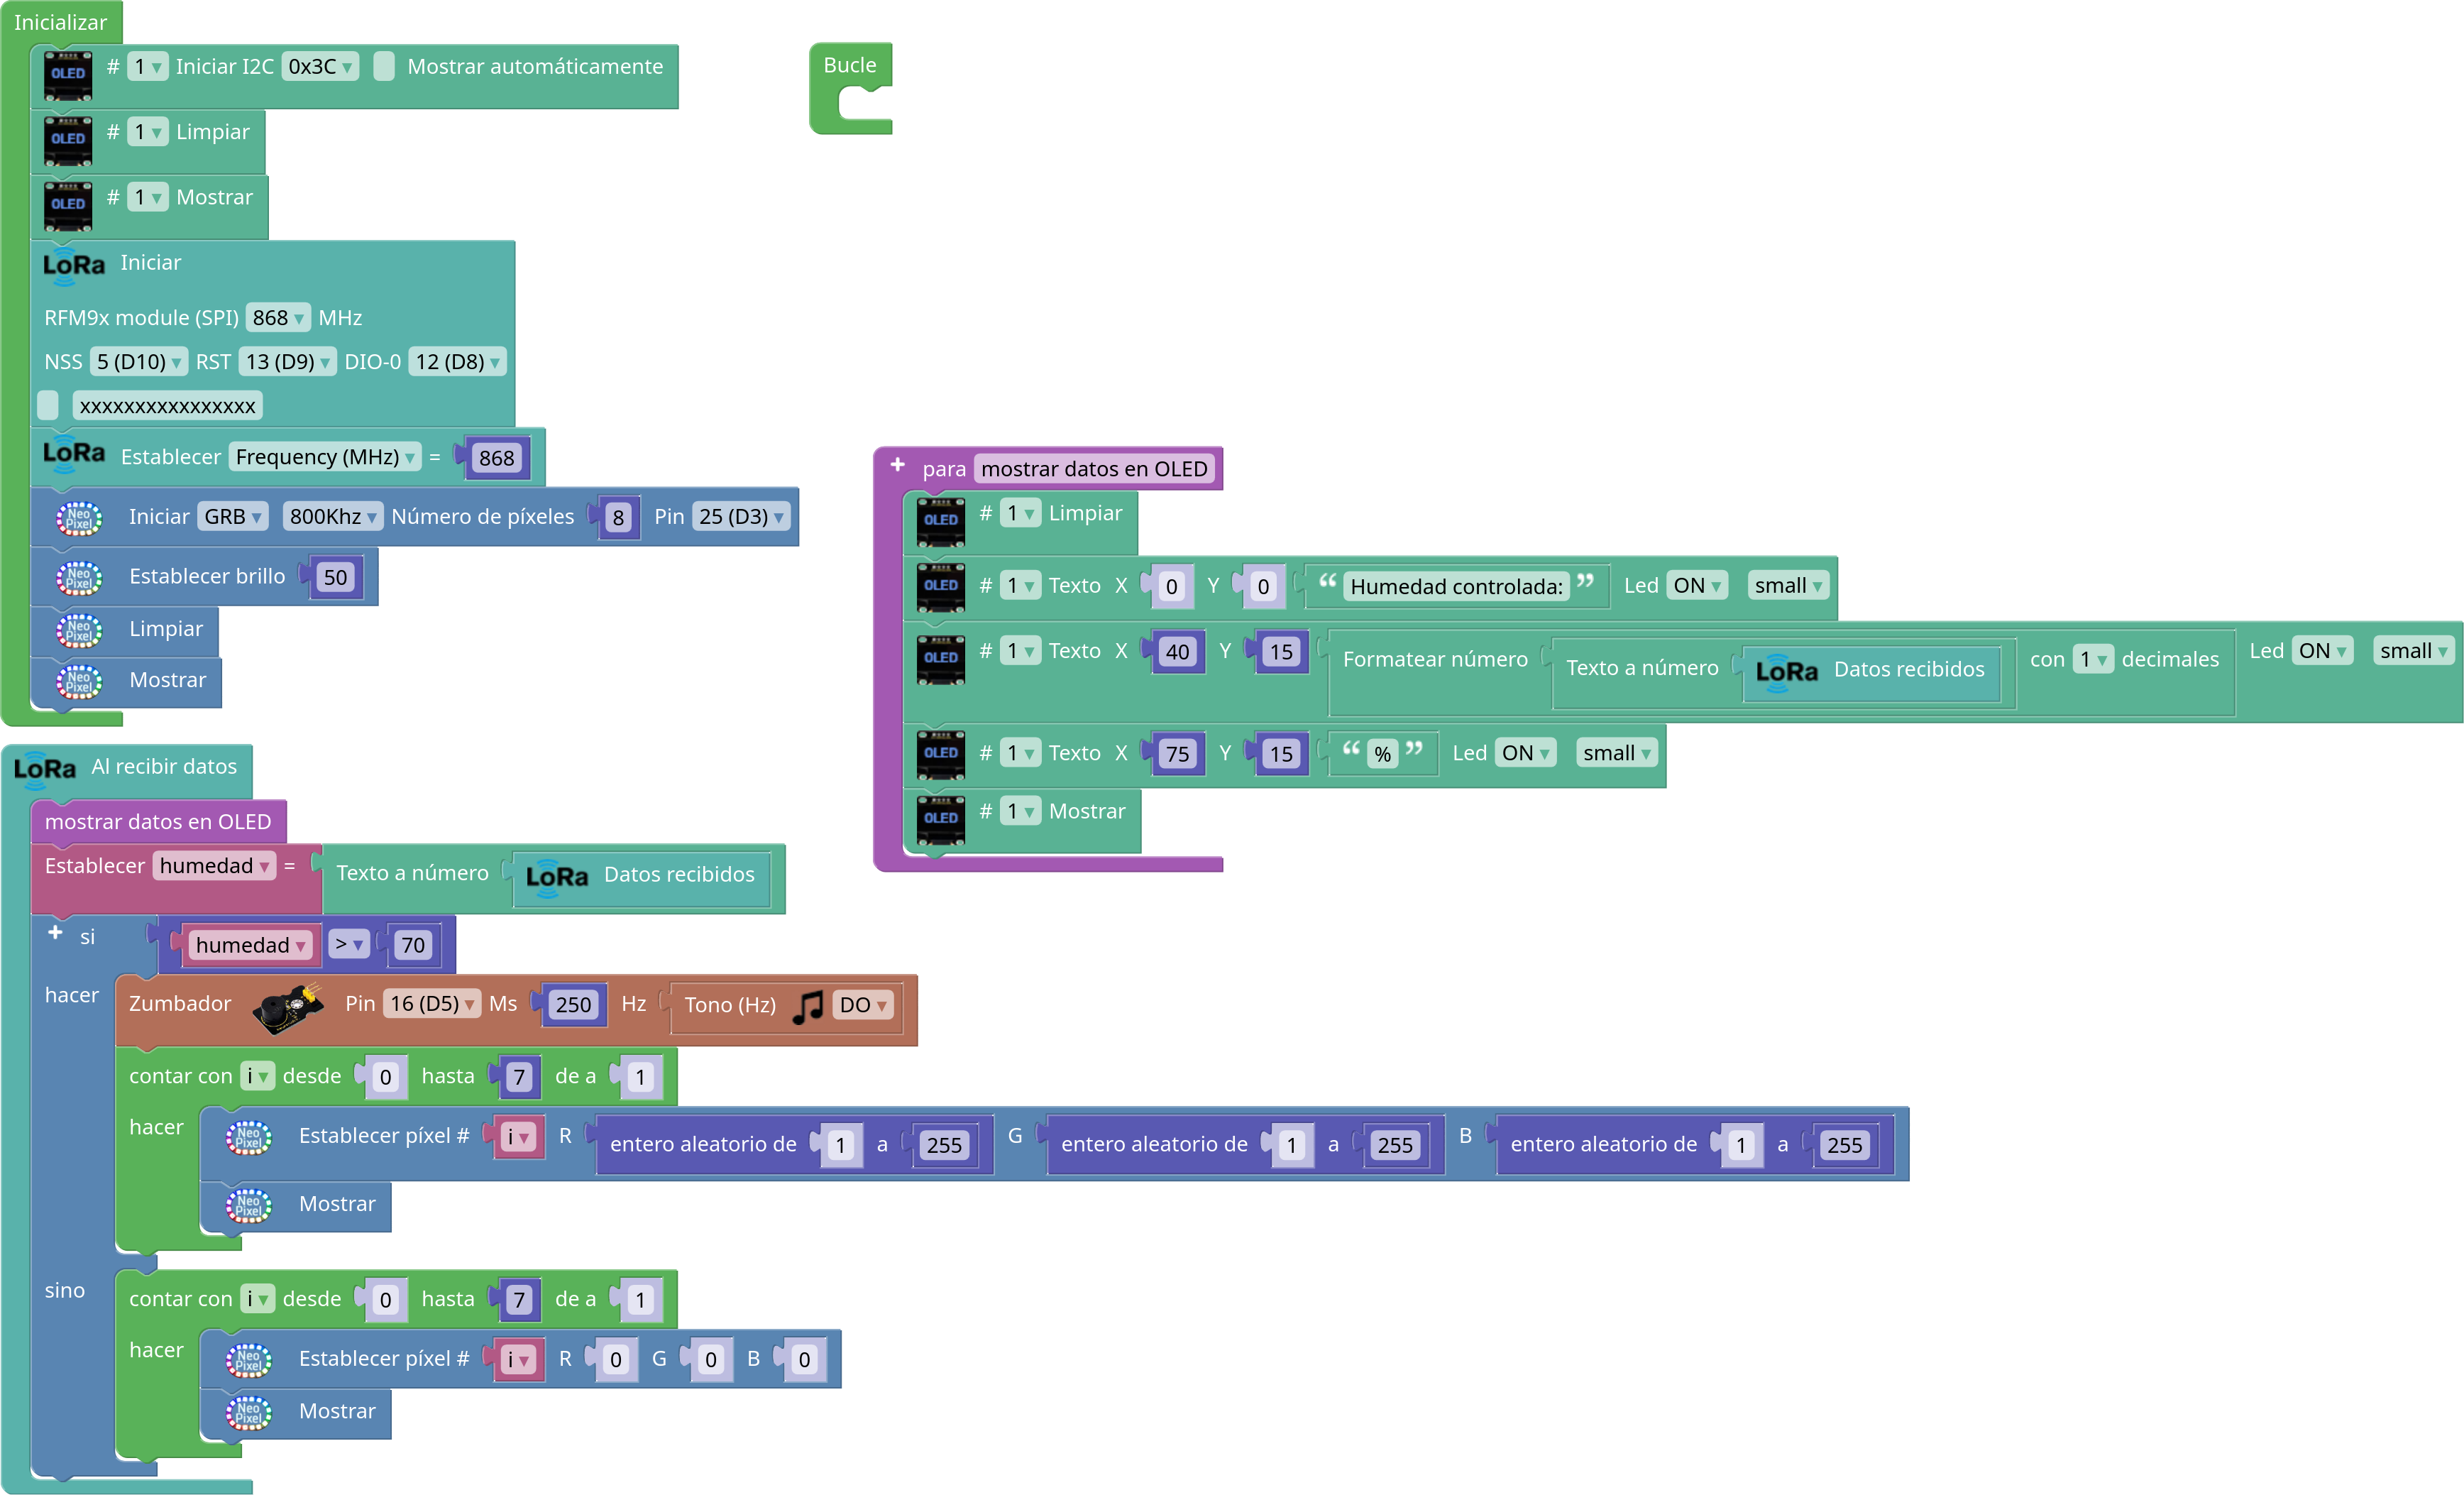 Inicializar
OLED # 1 Iniciar I2C 0x3C Mostrar automáticamente
OLED # 1 Limpiar
OLED # 1 Mostrar
LoRa Iniciar
RFM9x module (SPI) 868 MHz
NSS 5 (D10) RST 13 (D9) DIO-0 12 (D8)
xxxxxxxxxxxxxxxx
LoRa Establecer Frequency (MHz) = 868
Neo Pixel Iniciar GRB 800Khz Número de píxeles 8 Pin 25 (D3)
Neo Pixel Establecer brillo 50
Neo Pixel Limpiar
Neo Pixel Mostrar
Bucle
para mostrar datos en OLED
OLED # 1 Limpiar
OLED # 1 Texto X 0 Y 0 “ Humedad controlada: ” Led ON small
OLED # 1 Texto X 40 Y 15 Formatear número Texto a número LoRa Datos recibidos con 1 decimales Led ON small
OLED # 1 Texto X 75 Y 15 “ % ” Led ON small
OLED # 1 Mostrar
LoRa Al recibir datos
mostrar datos en OLED
Establecer humedad = Texto a número LoRa Datos recibidos
+ si humedad > 70
hacer Zumbador Pin 16 (D5) Ms 250 Hz Tono (Hz) DO
contar con i desde 0 hasta 7 de a 1
hacer Neo Pixel Establecer píxel # i R entero aleatorio de 1 a 255 G entero aleatorio de 1 a 255 B entero aleatorio de 1 a 255
Neo Pixel Mostrar
sino contar con i desde 0 hasta 7 de a 1
hacer Neo Pixel Establecer píxel # i R 0 G 0 B 0
Neo Pixel Mostrar